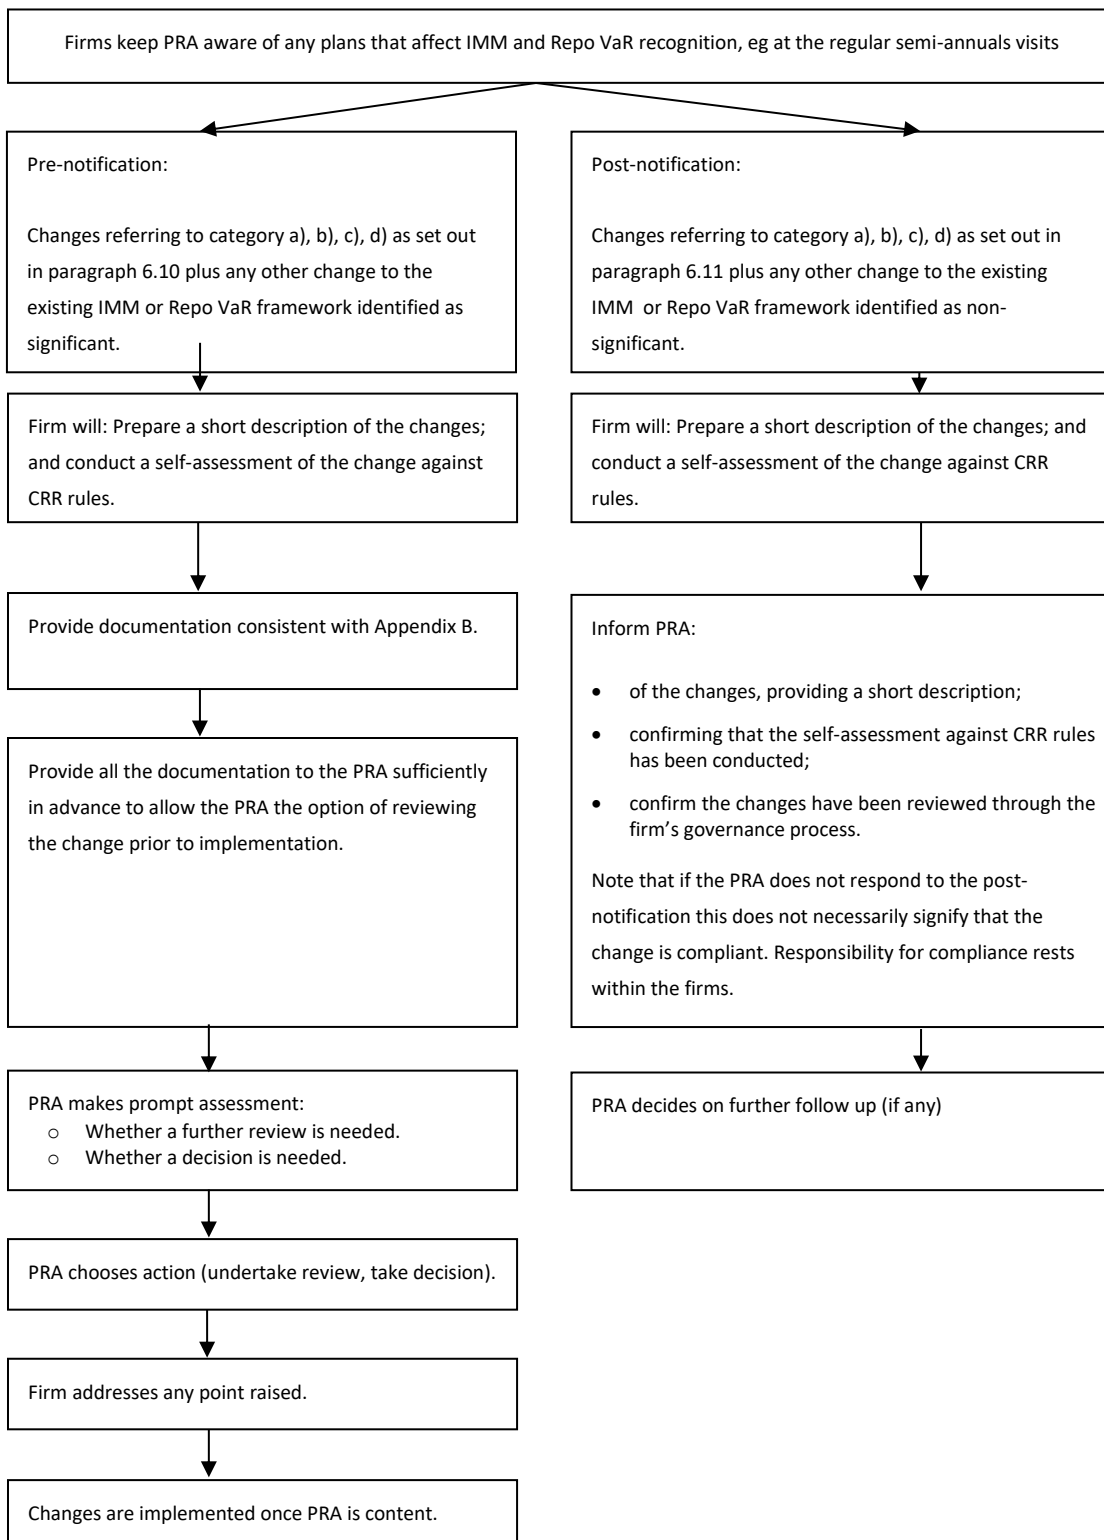 Firms keep PRA aware of any plans that affect IMM and Repo VaR recognition, eg at the regular semi-annuals visits
Pre-notification:
Changes referring to category a), b), c), d) as set out
in paragraph 6.10 plus any other change to the
existing IMM or Repo VaR framework identified as
significant.
Firm will: Prepare a short description of the changes;
and conduct a self-assessment of the change against
CRR rules.
Provide documentation consistent with Appendix B.
Provide all the documentation to the PRA sufficiently
in advance to allow the PRA the option of reviewing
the change prior to implementation.
PRA makes prompt assessment:
o Whether a further review is needed.
o Whether a decision is needed.
PRA chooses action (undertake review, take decision).
Firm addresses any point raised.
Changes are implemented once PRA is content.
Post-notification:
Changes referring to category a), b), c), d) as set out in
paragraph 6.11 plus any other change to the existing
IMM or Repo VaR framework identified as non-
significant.
Firm will: Prepare a short description of the changes; and
conduct a self-assessment of the change against CRR
rules.
Inform PRA:
• of the changes, providing a short description;
• confirming that the self-assessment against CRR rules
has been conducted;
• confirm the changes have been reviewed through the
firm’s governance process.
Note that if the PRA does not respond to the post-
notification this does not necessarily signify that the
change is compliant. Responsibility for compliance rests
within the firms.
PRA decides on further follow up (if any)